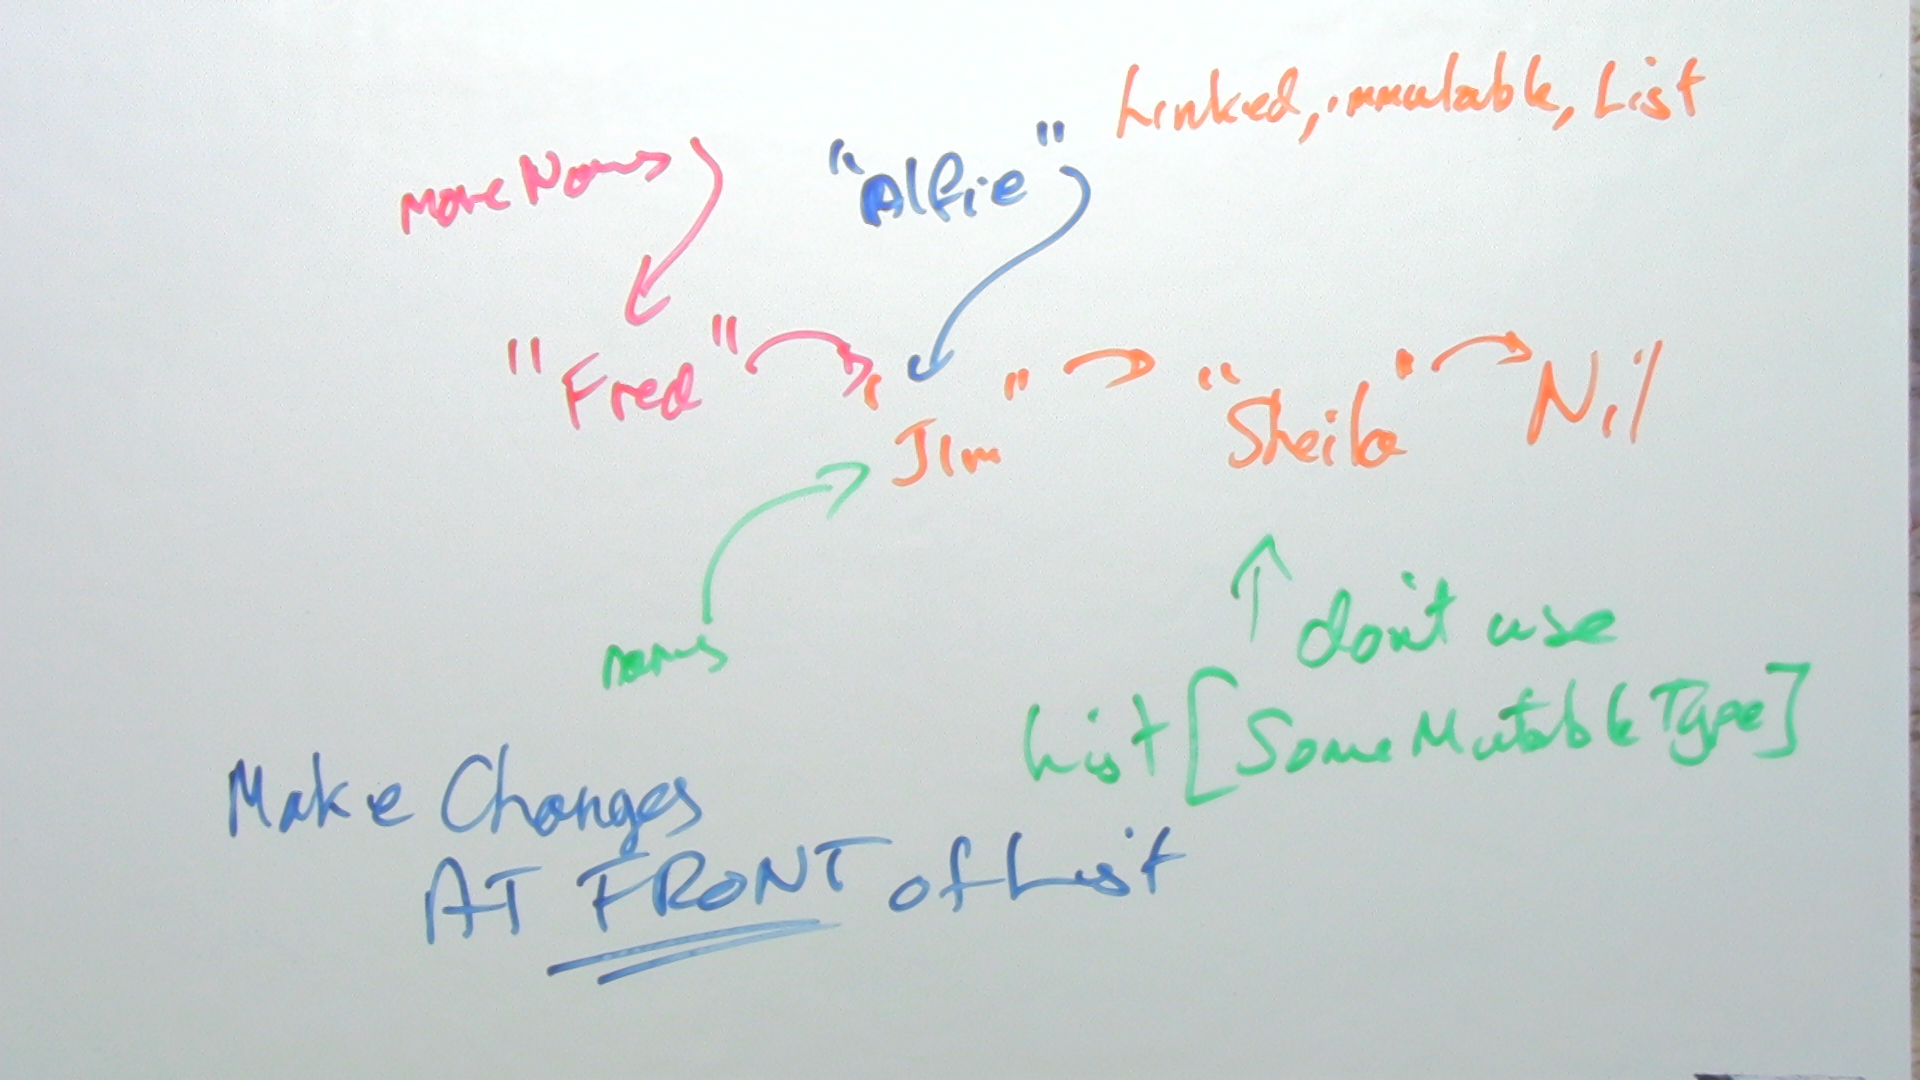 Linked, immutable, List
moreNames
"Alfie"
"Fred"
"Jim"
"Sheila"
Nil
names
don't use
List[SomeMutableType]
Make Changes
AT FRONT of List